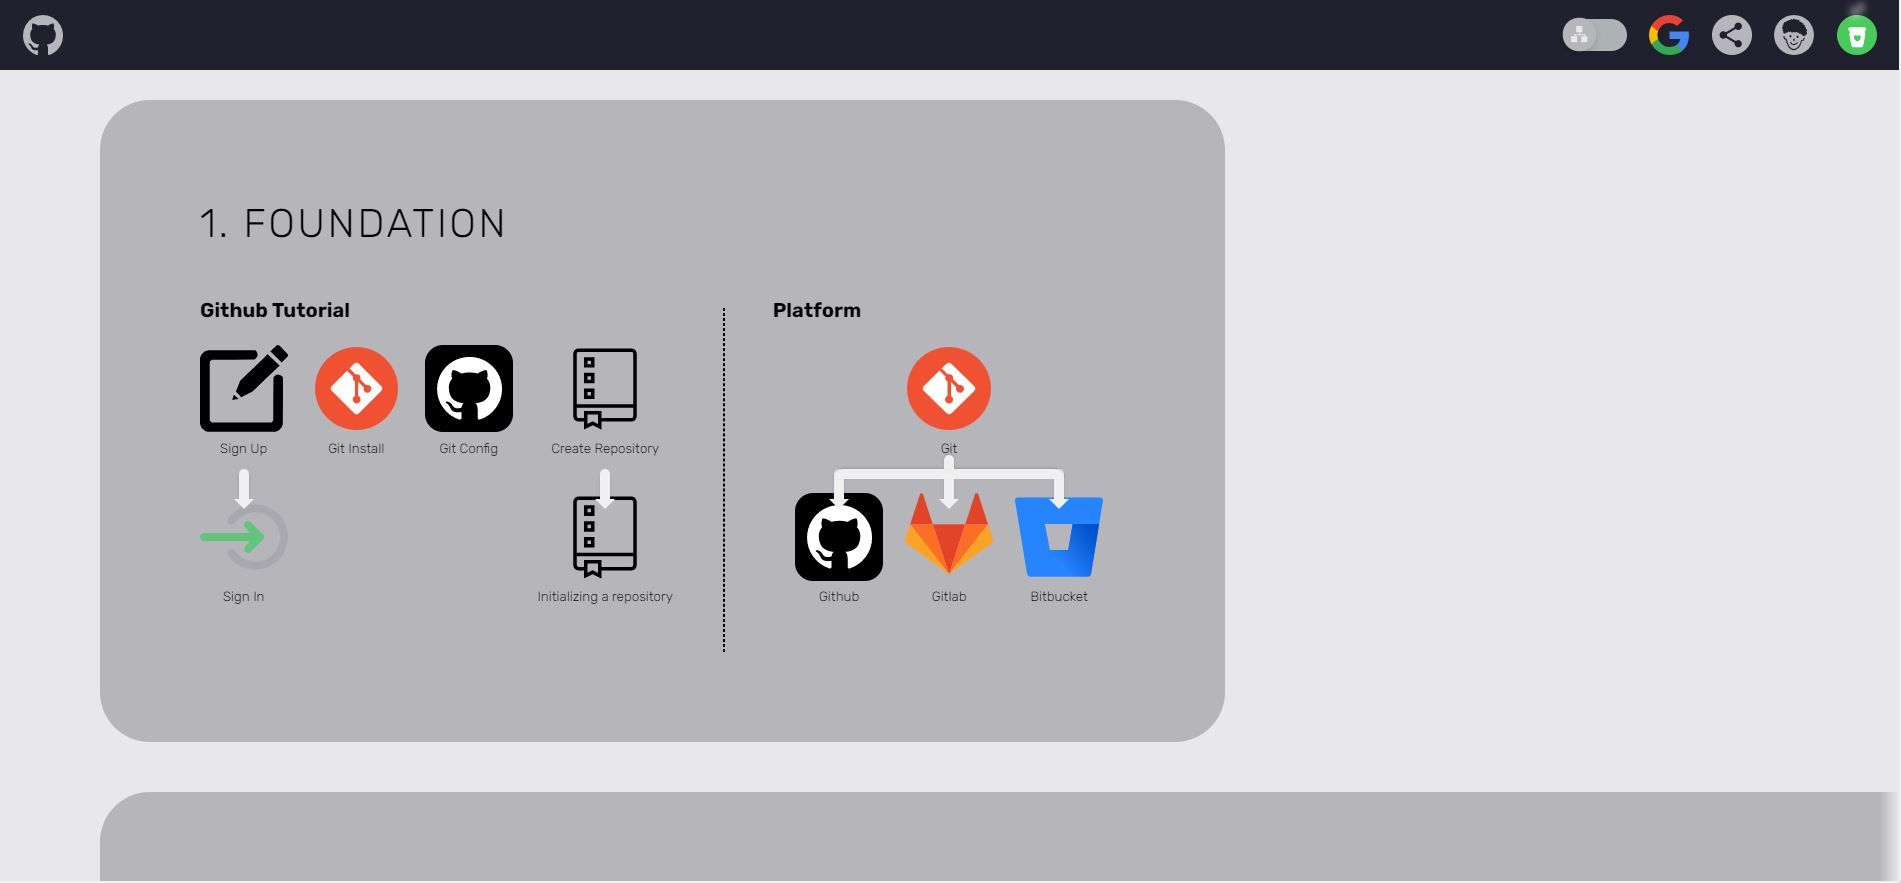 1. FOUNDATION
Github Tutorial
Platform
Sign Up
Git Install
Git Config
Create Repository
Git
Sign In
Initializing a repository
Github
Gitlab
Bitbucket